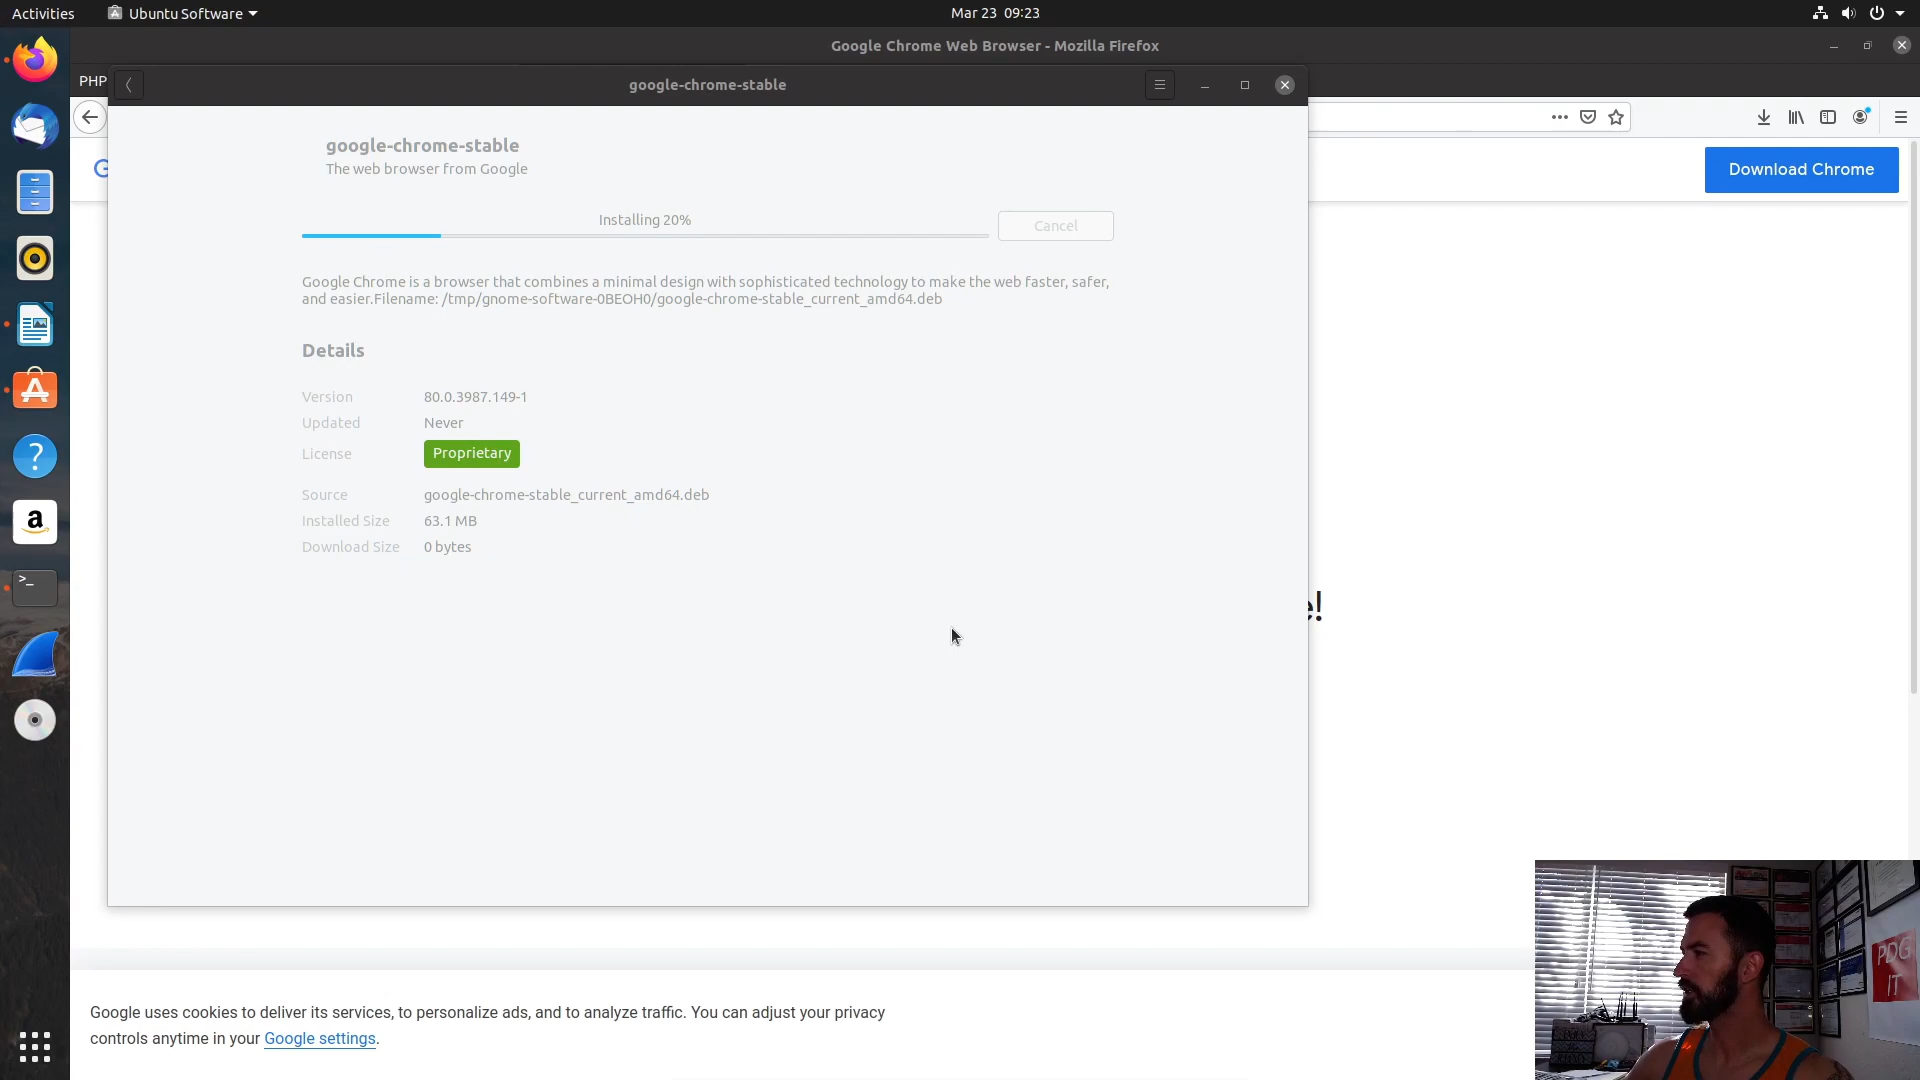 Activities
Ubuntu Software
Mar 23 09:23
Google Chrome Web Browser - Mozilla Firefox
PHP
google-chrome-stable
google-chrome-stable
The web browser from Google
Download Chrome
Installing 20%
Cancel
Google Chrome is a browser that combines a minimal design with sophisticated technology to make the web faster, safer,
and easier.Filename: /tmp/gnome-software-0BEOH0/google-chrome-stable_current_amd64.deb
Details
Version 80.0.3987.149-1
Updated Never
License Proprietary
Source google-chrome-stable_current_amd64.deb
Installed Size 63.1 MB
Download Size 0 bytes
e!
PDG
IT
Google uses cookies to deliver its services, to personalize ads, and to analyze traffic. You can adjust your privacy
controls anytime in your Google settings.